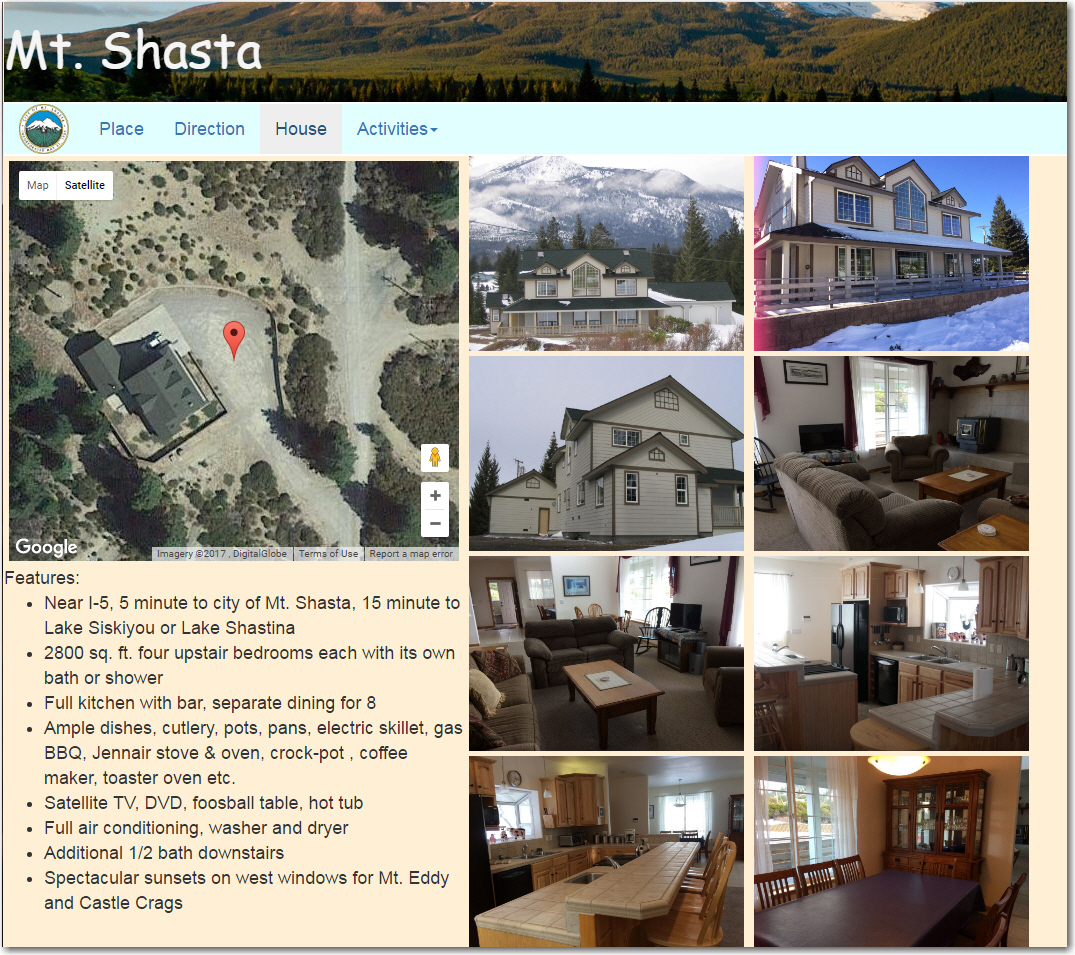 Mt. Shasta
Place Direction House Activities
Map Satellite
Google
Imagery ©2017 , DigitalGlobe Terms of Use Report a map error
Features:
Near I-5, 5 minute to city of Mt. Shasta, 15 minute to
Lake Siskiyou or Lake Shastina
2800 sq. ft. four upstair bedrooms each with its own
bath or shower
Full kitchen with bar, separate dining for 8
Ample dishes, cutlery, pots, pans, electric skillet, gas
BBQ, Jennair stove & oven, crock-pot , coffee
maker, toaster oven etc.
Satellite TV, DVD, foosball table, hot tub
Full air conditioning, washer and dryer
Additional 1/2 bath downstairs
Spectacular sunsets on west windows for Mt. Eddy
and Castle Crags